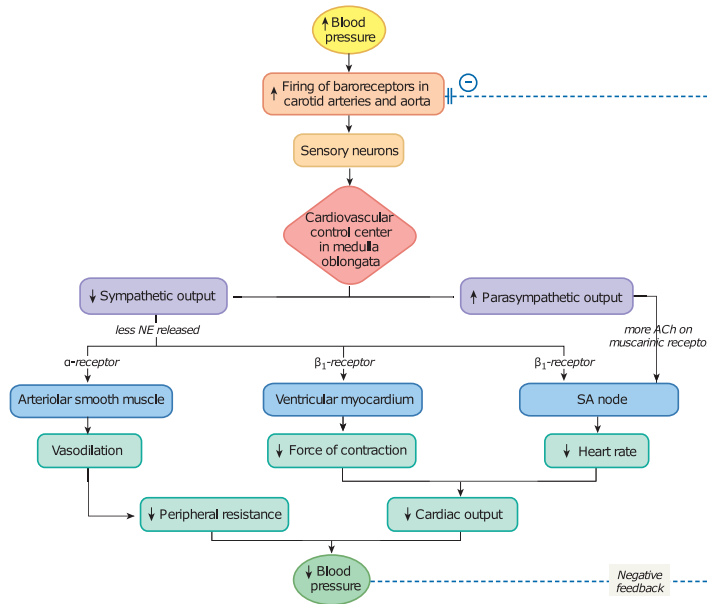 ↑ Blood
pressure
↑ Firing of baroreceptors in
carotid arteries and aorta
−
Sensory neurons
Cardiovascular
control center
in medulla
oblongata
↓ Sympathetic output
↑ Parasympathetic output
less NE released
more ACh on
muscarinic recepto
α-receptor
β₁-receptor
β₁-receptor
Arteriolar smooth muscle
Ventricular myocardium
SA node
Vasodilation
↓ Force of contraction
↓ Heart rate
↓ Peripheral resistance
↓ Cardiac output
↓ Blood
pressure
Negative
feedback